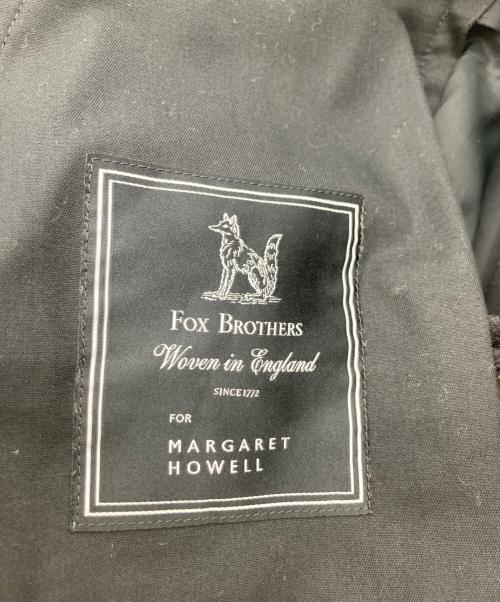 FOX BROTHERS
Woven in England
SINCE 1772
FOR
MARGARET
HOWELL